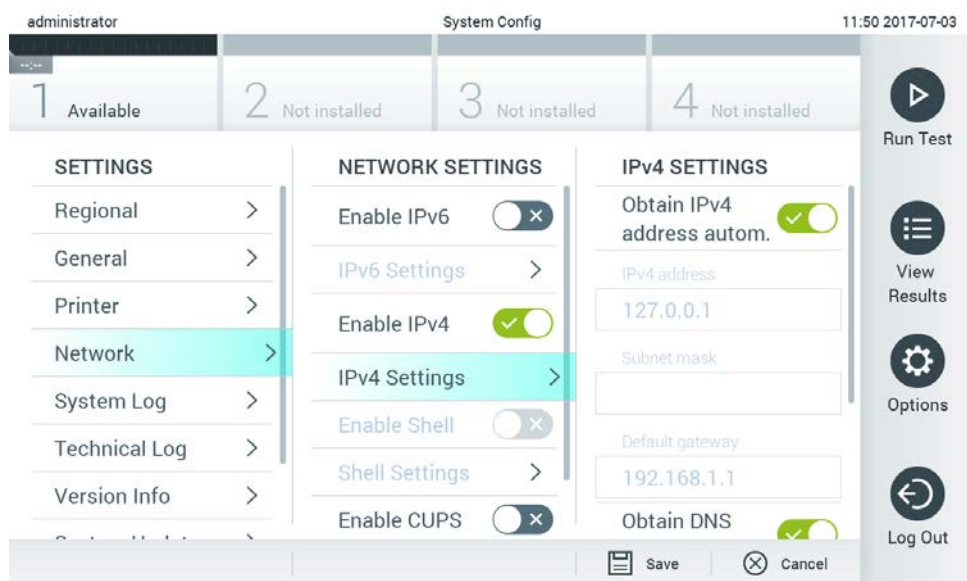 administrator
System Config
11:50 2017-07-03
--:--
1 Available
2 Not installed
3 Not installed
4 Not installed
Run Test
View
Results
Options
Log Out
SETTINGS
Regional
General
Printer
Network
System Log
Technical Log
Version Info
NETWORK SETTINGS
Enable IPv6
IPv6 Settings
Enable IPv4
IPv4 Settings
Enable Shell
Shell Settings
Enable CUPS
IPv4 SETTINGS
Obtain IPv4
address autom.
IPv4 address
127.0.0.1
Subnet mask
Default gateway
192.168.1.1
Obtain DNS
Save
Cancel